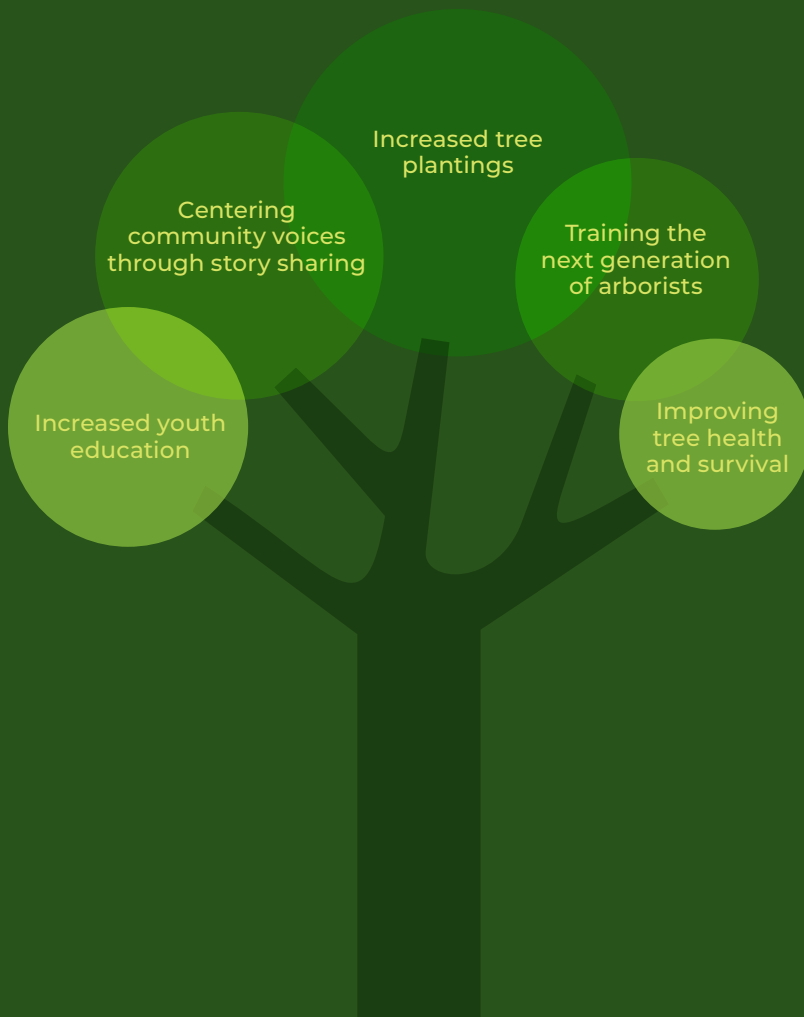 Increased tree
plantings
Centering
community voices
through story sharing
Training the
next generation
of arborists
Increased youth
education
Improving
tree health
and survival